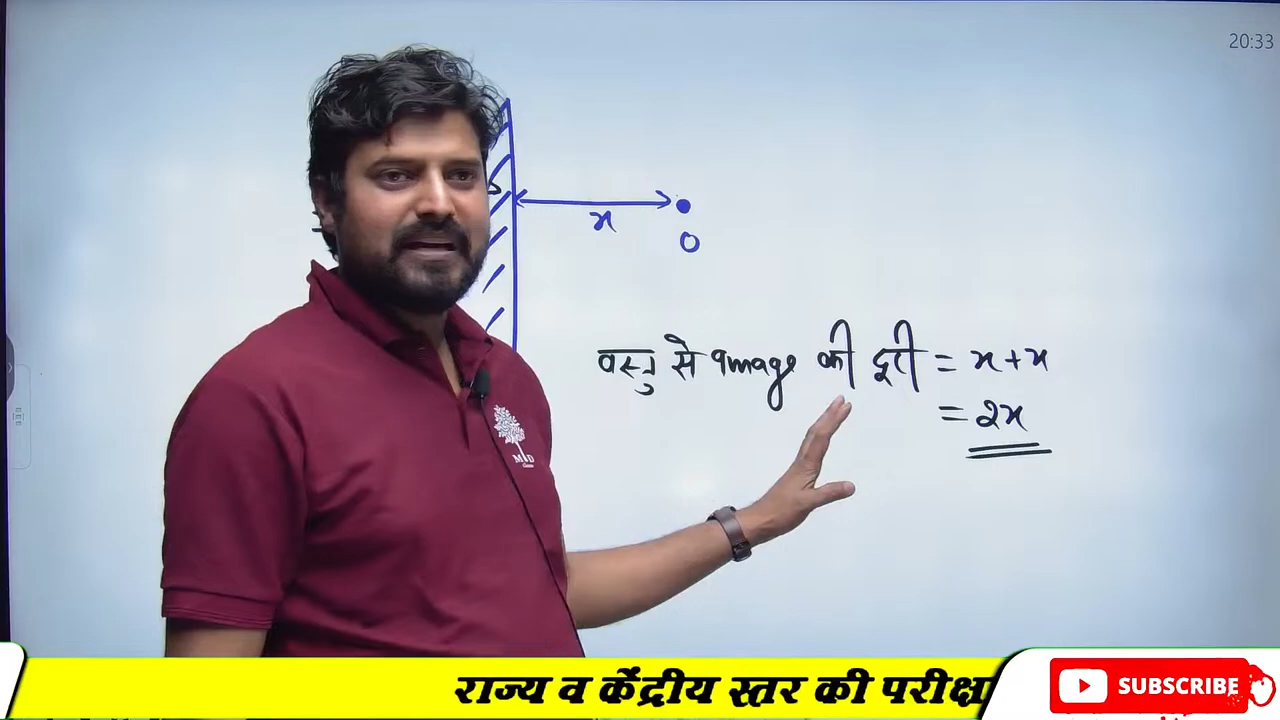 20:33
x
O
वस्तु से image की दूरी = x+x
= 2x
M D
राज्य व केंद्रीय स्तर की परीक्षा
SUBSCRIBE